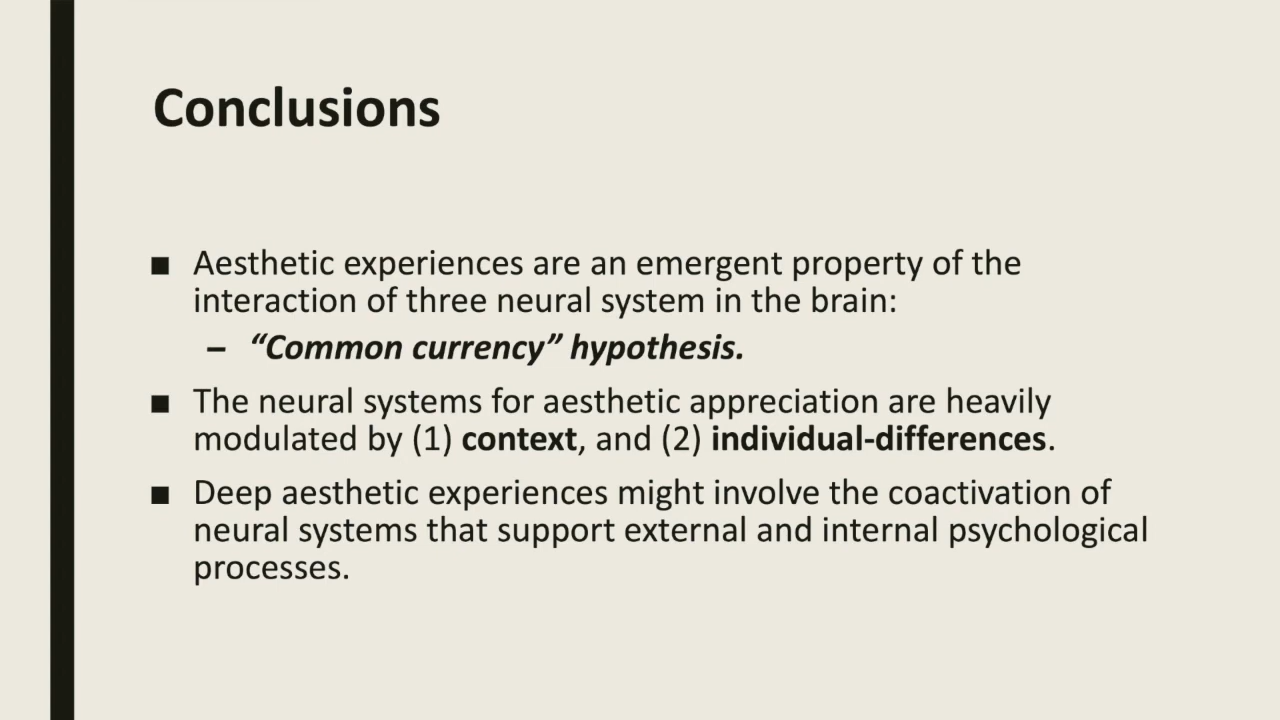 Conclusions
■ Aesthetic experiences are an emergent property of the
interaction of three neural system in the brain:
– “Common currency” hypothesis.
■ The neural systems for aesthetic appreciation are heavily
modulated by (1) context, and (2) individual-differences.
■ Deep aesthetic experiences might involve the coactivation of
neural systems that support external and internal psychological
processes.